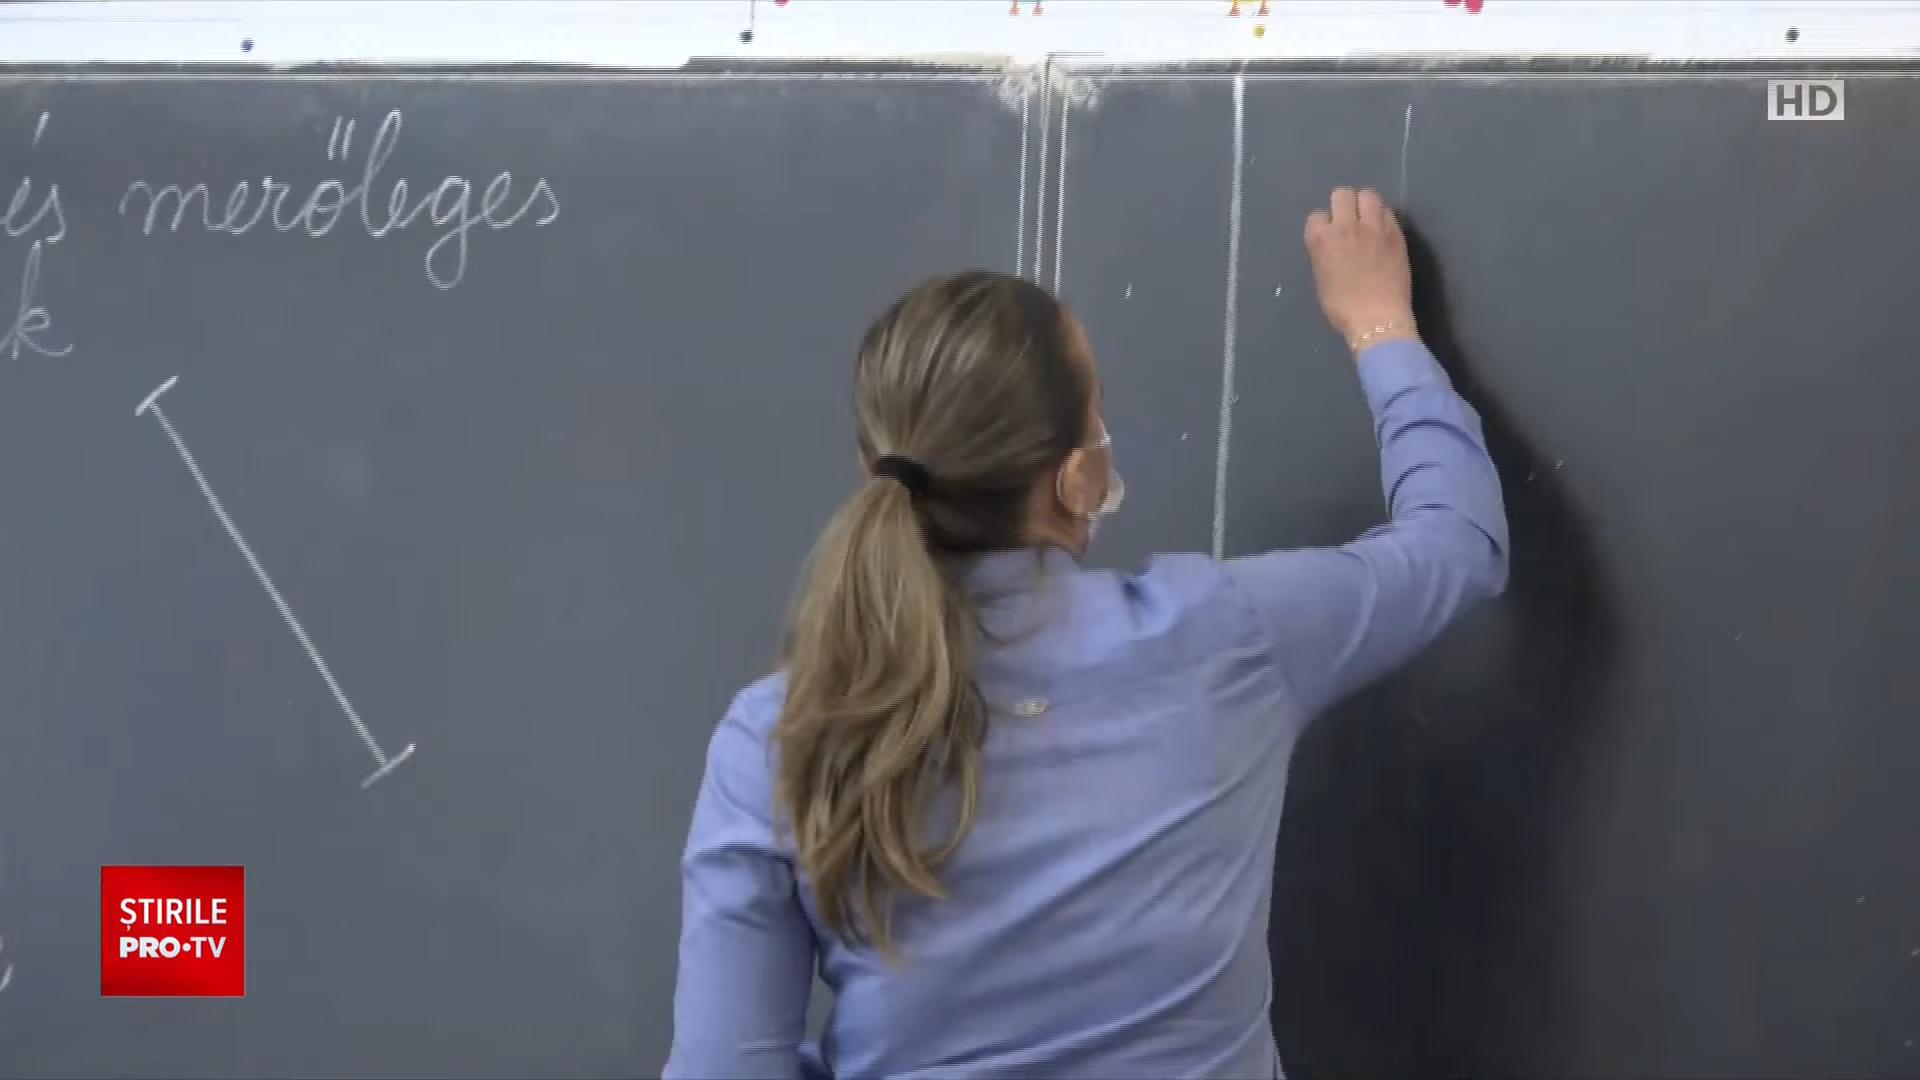 HD
és merőleges
k
ȘTIRILE
PRO•TV